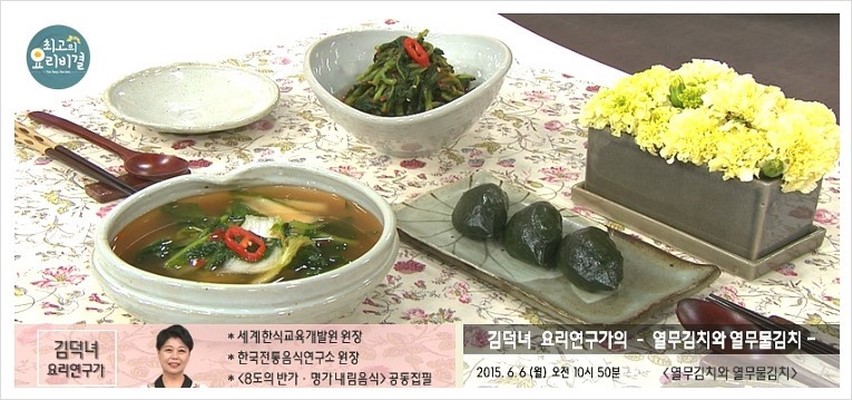 최고의
요리비결
김덕녀
요리연구가
* 세계한식교육개발원 원장
* 한국전통음식연구소 원장
* <8도의 반가·명가 내림음식> 공동집필
김덕녀 요리연구가의 - 열무김치와 열무물김치 -
2015. 6. 6 (월) 오전 10시 50분
<열무김치와 열무물김치>